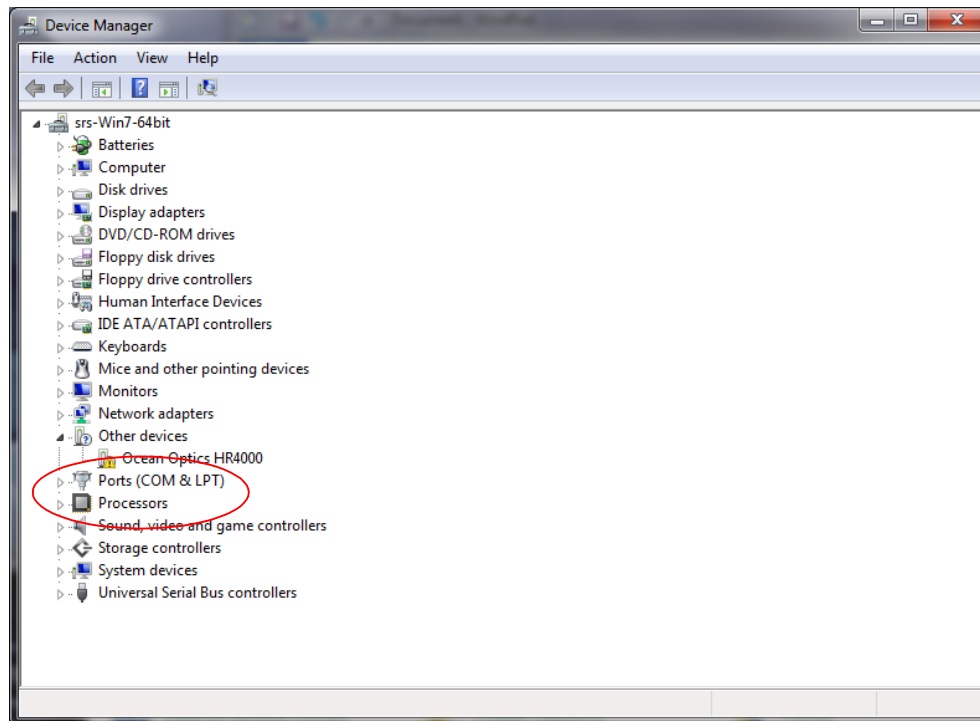 Device Manager
File Action View Help
srs-Win7-64bit
Batteries
Computer
Disk drives
Display adapters
DVD/CD-ROM drives
Floppy disk drives
Floppy drive controllers
Human Interface Devices
IDE ATA/ATAPI controllers
Keyboards
Mice and other pointing devices
Monitors
Network adapters
Other devices
Ocean Optics HR4000
Ports (COM & LPT)
Processors
Sound, video and game controllers
Storage controllers
System devices
Universal Serial Bus controllers